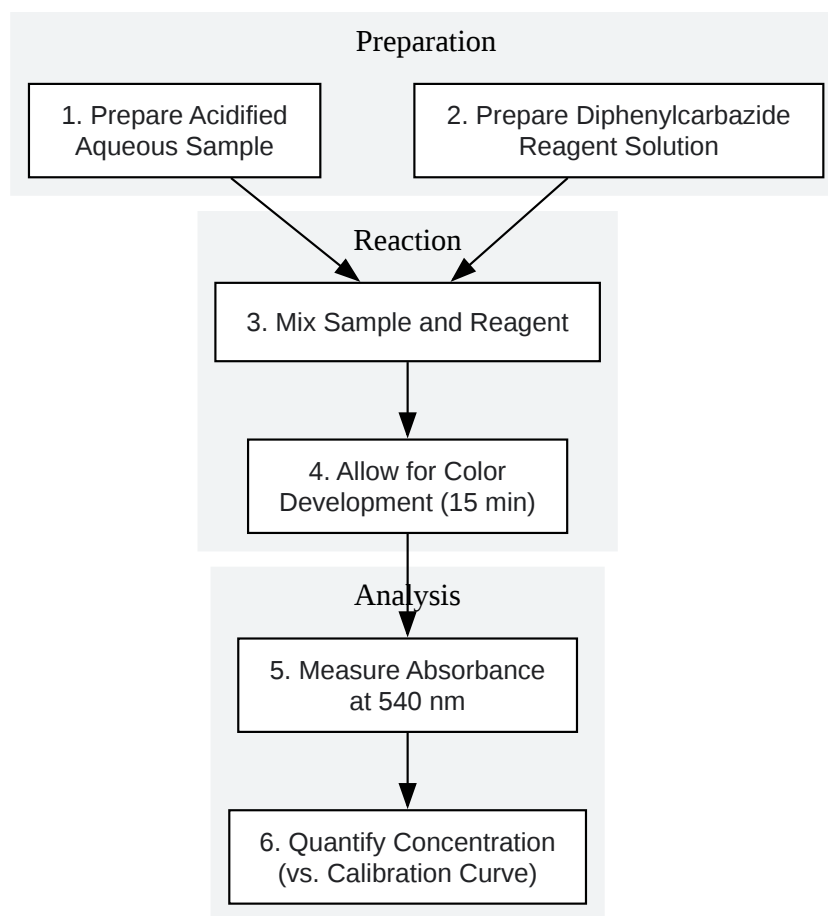 Preparation
1. Prepare Acidified
Aqueous Sample
2. Prepare Diphenylcarbazide
Reagent Solution
Reaction
3. Mix Sample and Reagent
4. Allow for Color
Development (15 min)
Analysis
5. Measure Absorbance
at 540 nm
6. Quantify Concentration
(vs. Calibration Curve)